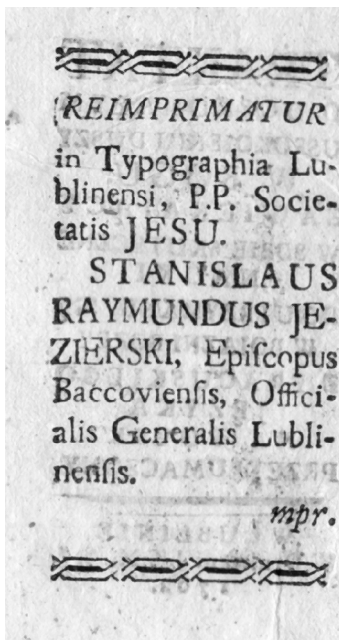 REIMPRIMATUR
in Typographia Lu-
blinensi, P.P. Socie-
tatis JESU.
STANISLAUS
RAYMUNDUS JE-
ZIERSKI, Epiſcopus
Baccovienſis, Offici-
alis Generalis Lubli-
nenſis.
mpr.